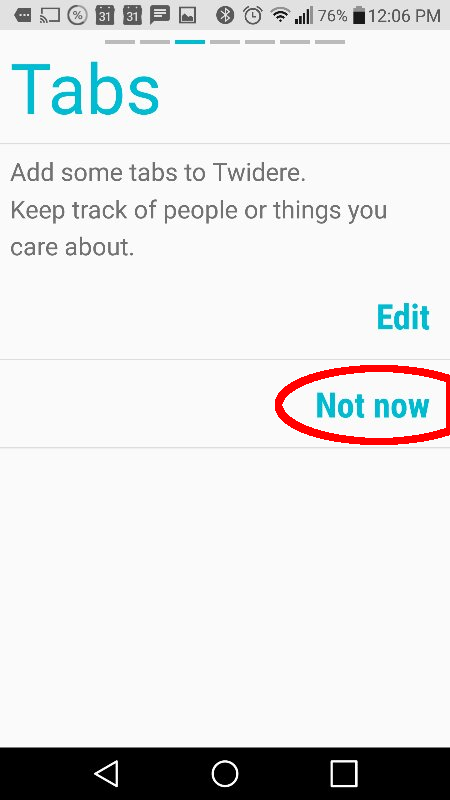 31 31 76% 12:06 PM
Tabs
Add some tabs to Twidere.
Keep track of people or things you
care about.
Edit
Not now